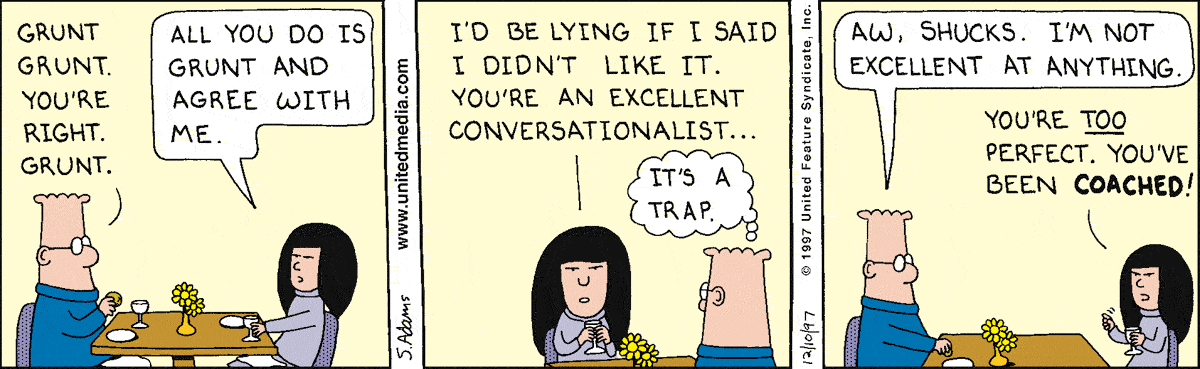 GRUNT
GRUNT.
YOU'RE
RIGHT.
GRUNT.
ALL YOU DO IS
GRUNT AND
AGREE WITH
ME.
www.unitedmedia.com
S.Adams
I'D BE LYING IF I SAID
I DIDN'T LIKE IT.
YOU'RE AN EXCELLENT
CONVERSATIONALIST...
IT'S A
TRAP.
© 1997 United Feature Syndicate, Inc.
12/10/97
AW, SHUCKS. I'M NOT
EXCELLENT AT ANYTHING.
YOU'RE TOO
PERFECT. YOU'VE
BEEN COACHED!